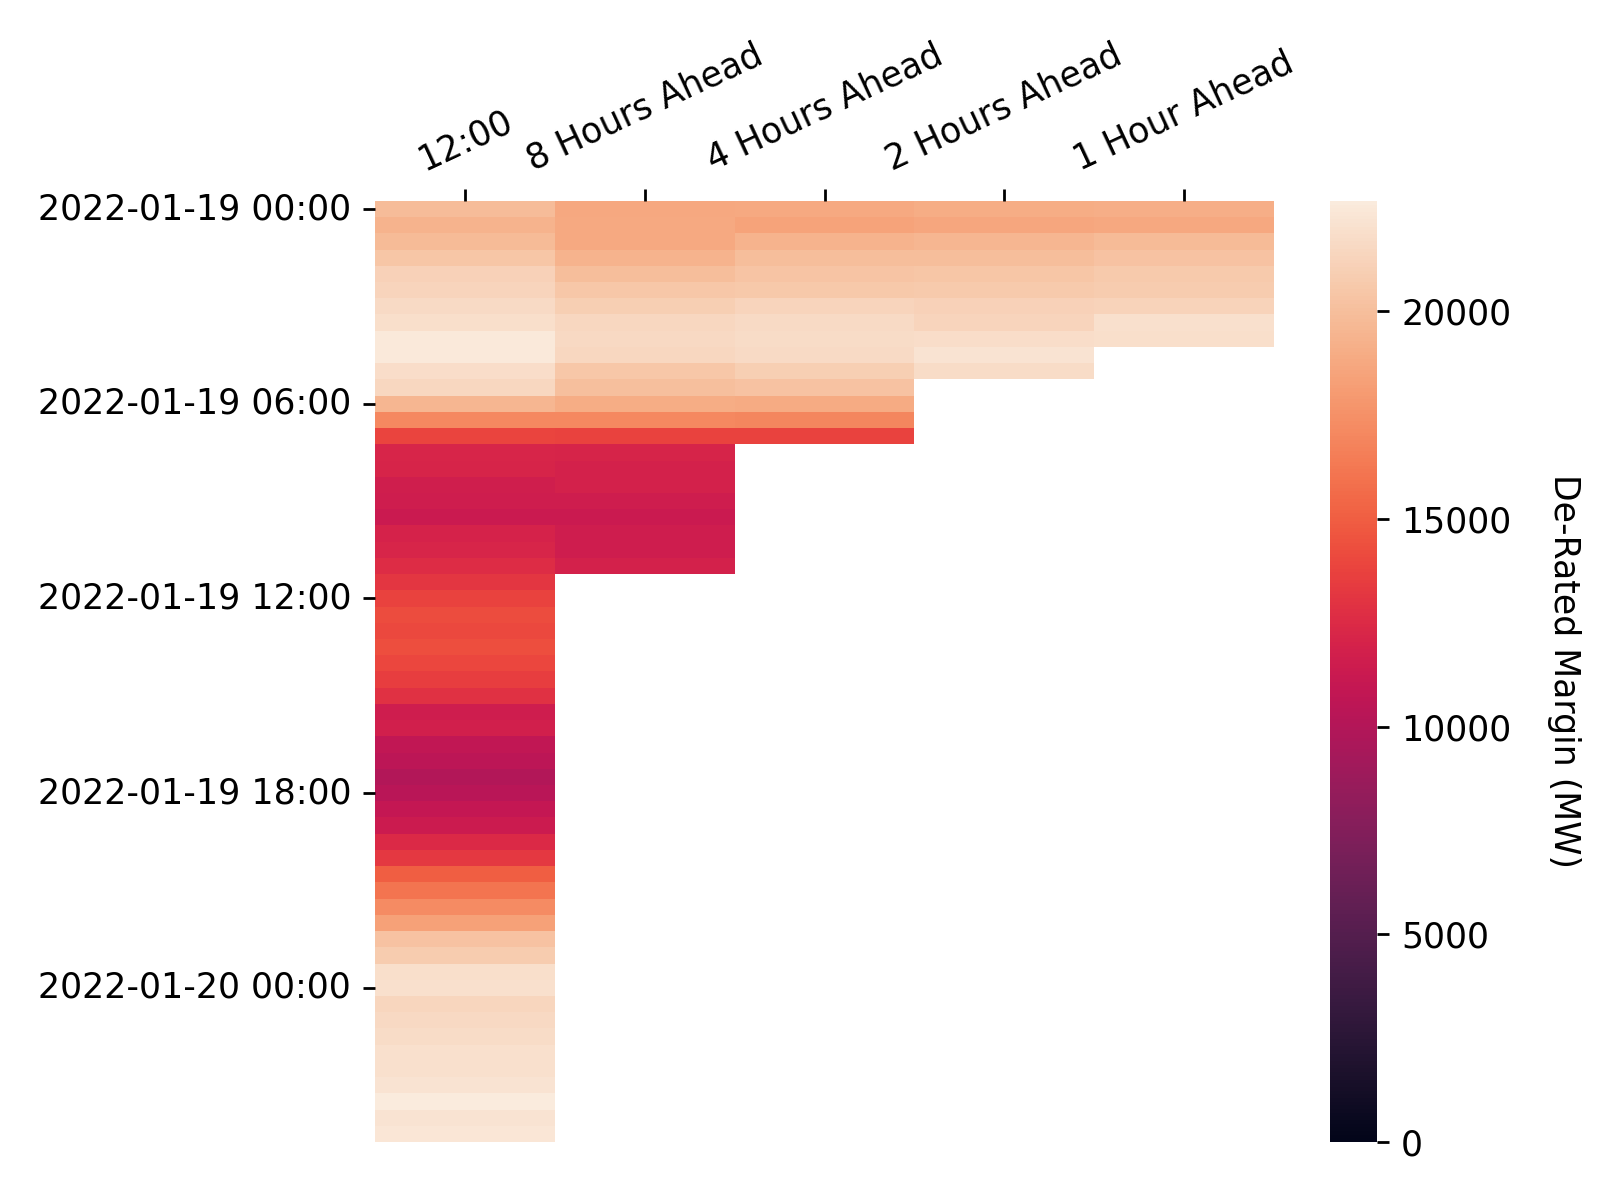 12:00
8 Hours Ahead
4 Hours Ahead
2 Hours Ahead
1 Hour Ahead
2022-01-19 00:00
2022-01-19 06:00
2022-01-19 12:00
2022-01-19 18:00
2022-01-20 00:00
20000
15000
10000
5000
0
De-Rated Margin (MW)